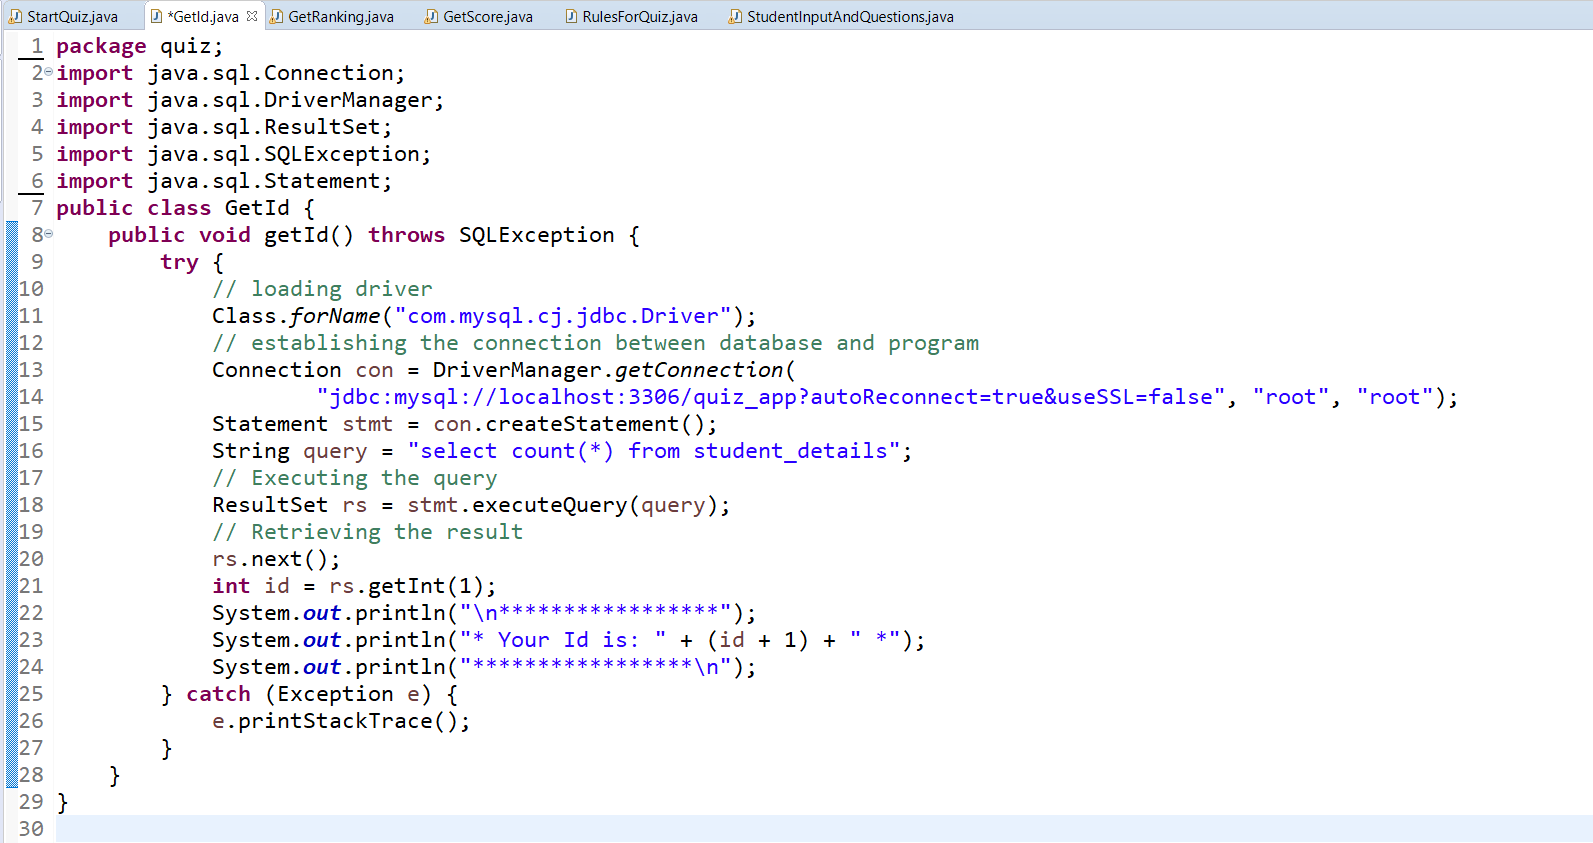 StartQuiz.java *GetId.java GetRanking.java GetScore.java RulesForQuiz.java StudentInputAndQuestions.java
1 package quiz;
2 import java.sql.Connection;
3 import java.sql.DriverManager;
4 import java.sql.ResultSet;
5 import java.sql.SQLException;
6 import java.sql.Statement;
7 public class GetId {
8     public void getId() throws SQLException {
9         try {
10             // loading driver
11             Class.forName("com.mysql.cj.jdbc.Driver");
12             // establishing the connection between database and program
13             Connection con = DriverManager.getConnection(
14                     "jdbc:mysql://localhost:3306/quiz_app?autoReconnect=true&useSSL=false", "root", "root");
15             Statement stmt = con.createStatement();
16             String query = "select count(*) from student_details";
17             // Executing the query
18             ResultSet rs = stmt.executeQuery(query);
19             // Retrieving the result
20             rs.next();
21             int id = rs.getInt(1);
22             System.out.println("\n*****************");
23             System.out.println("* Your Id is: " + (id + 1) + " *");
24             System.out.println("*****************\n");
25         } catch (Exception e) {
26             e.printStackTrace();
27         }
28     }
29 }
30